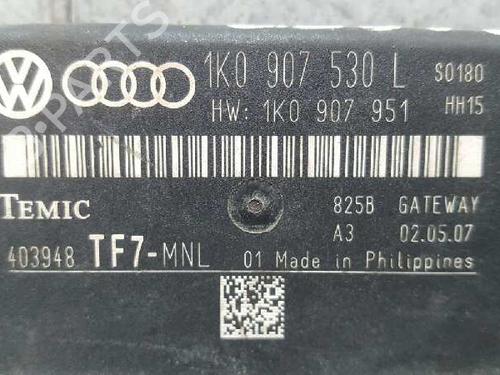 1K0 907 530 L S0180
HW: 1K0 907 951 HH15
TEMIC 825B GATEWAY
A3 02.05.07
403948 TF7-MNL 01 Made in Philippines